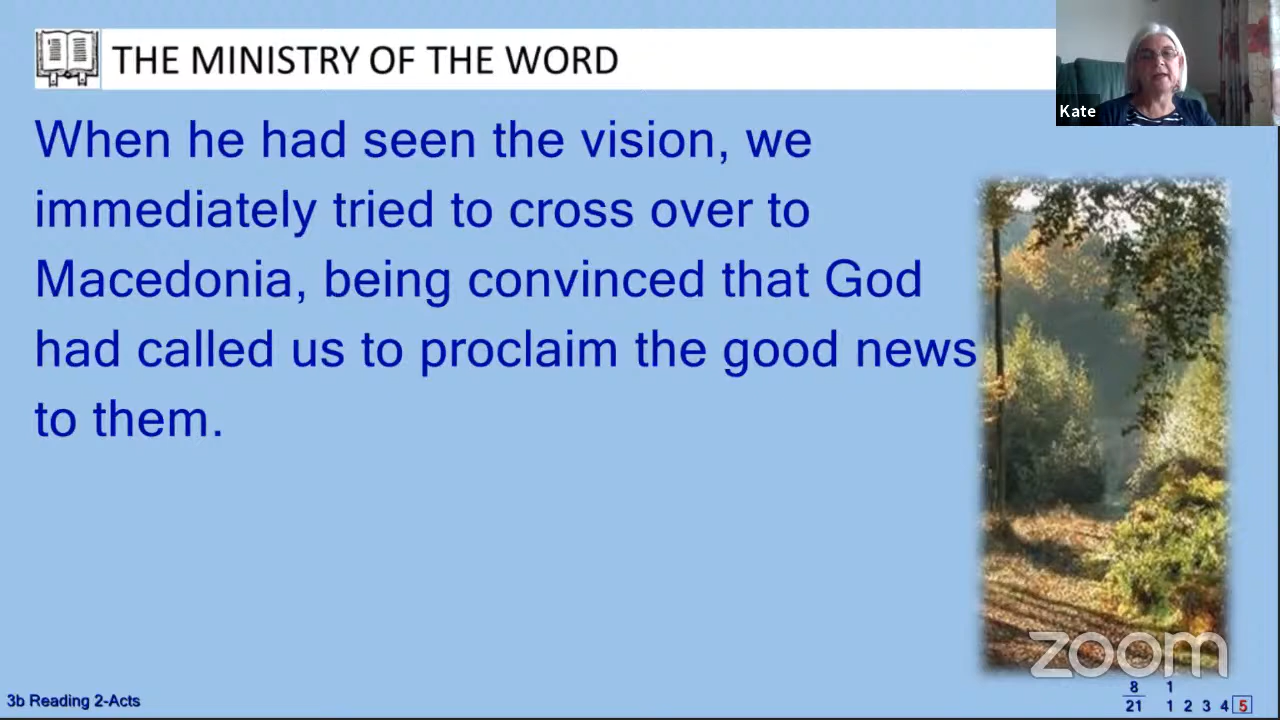 THE MINISTRY OF THE WORD
Kate
When he had seen the vision, we
immediately tried to cross over to
Macedonia, being convinced that God
had called us to proclaim the good news
to them.
zoom
3b Reading 2-Acts
8 1
21 1 2 3 4 5